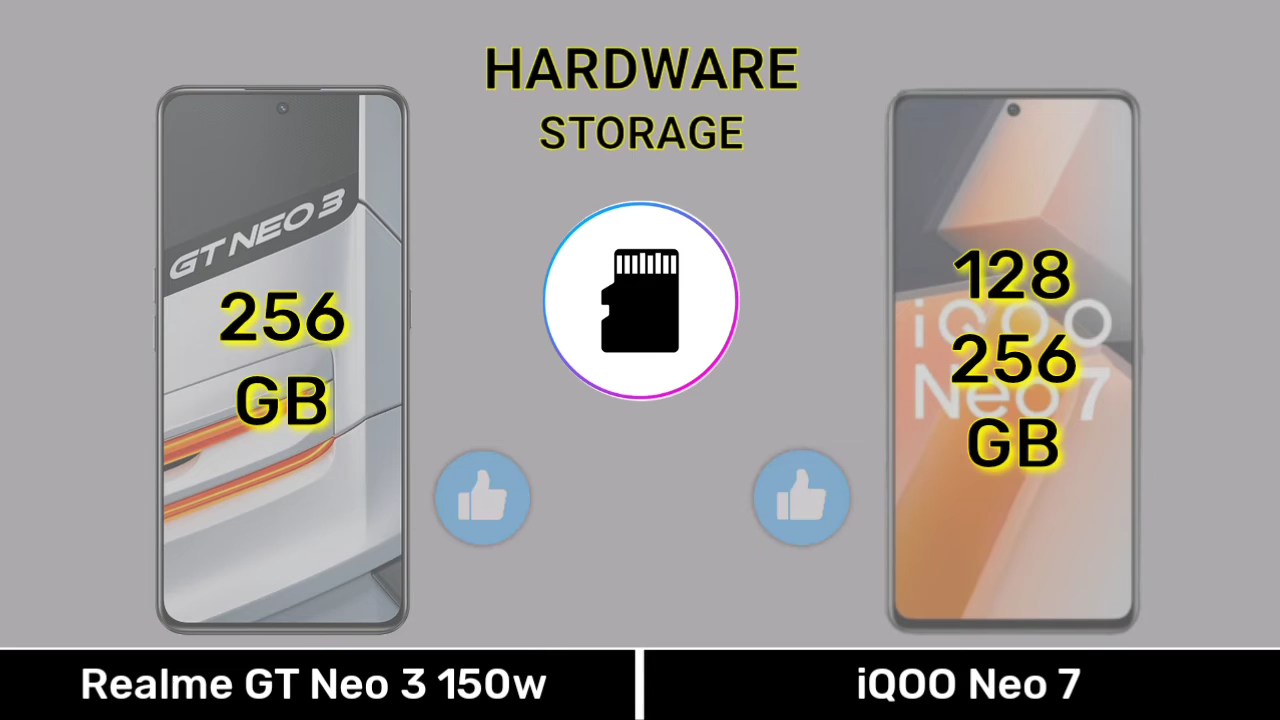 HARDWARE
STORAGE
GT NEO 3
256
GB
128
iQOO
256
Neo 7
GB
Realme GT Neo 3 150w
iQOO Neo 7